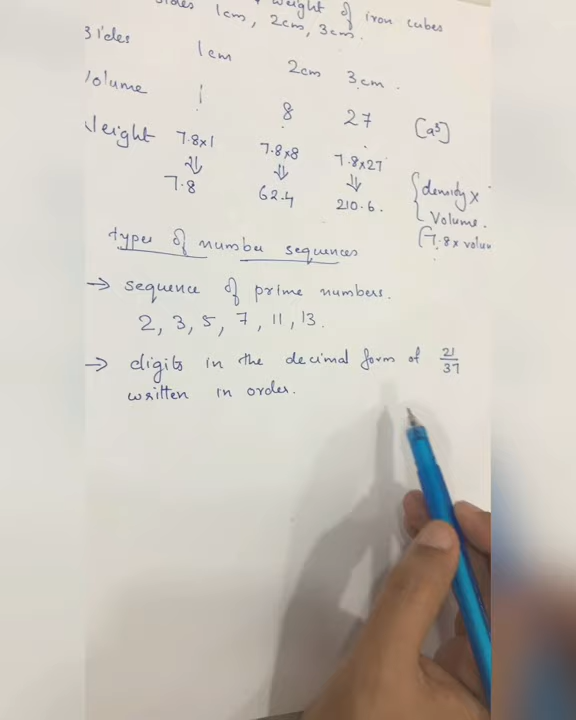 sides 1cm, 2cm, 3cm. weight of iron cubes
Sides 1cm 2cm 3cm.
Volume 1 8 27 [a³]
Weight 7.8×1 7.8×8 7.8×27
⇓ ⇓ ⇓ {density ×
7.8 62.4 210.6. Volume.
(7.8 × volum
types of number sequences
→ sequence of prime numbers.
2, 3, 5, 7, 11, 13.
→ digits in the decimal form of 21/37
written in order.